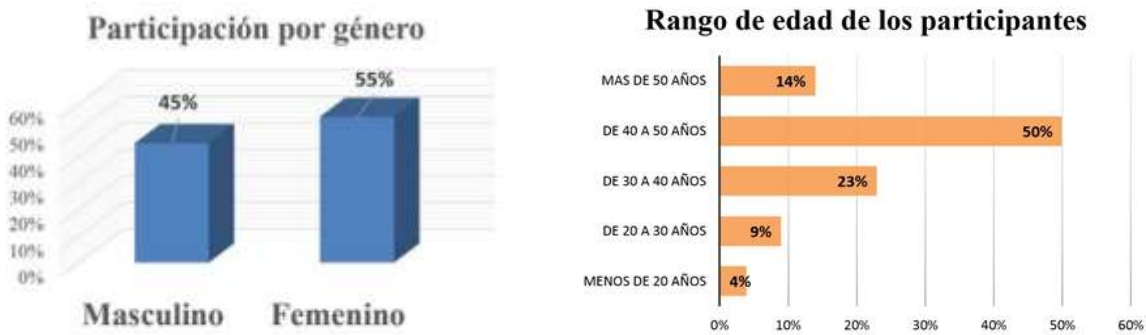 Participación por género
45%
55%
60%
50%
40%
30%
20%
10%
0%
Masculino Femenino
Rango de edad de los participantes
MAS DE 50 AÑOS 14%
DE 40 A 50 AÑOS 50%
DE 30 A 40 AÑOS 23%
DE 20 A 30 AÑOS 9%
MENOS DE 20 AÑOS 4%
0% 10% 20% 30% 40% 50% 60%